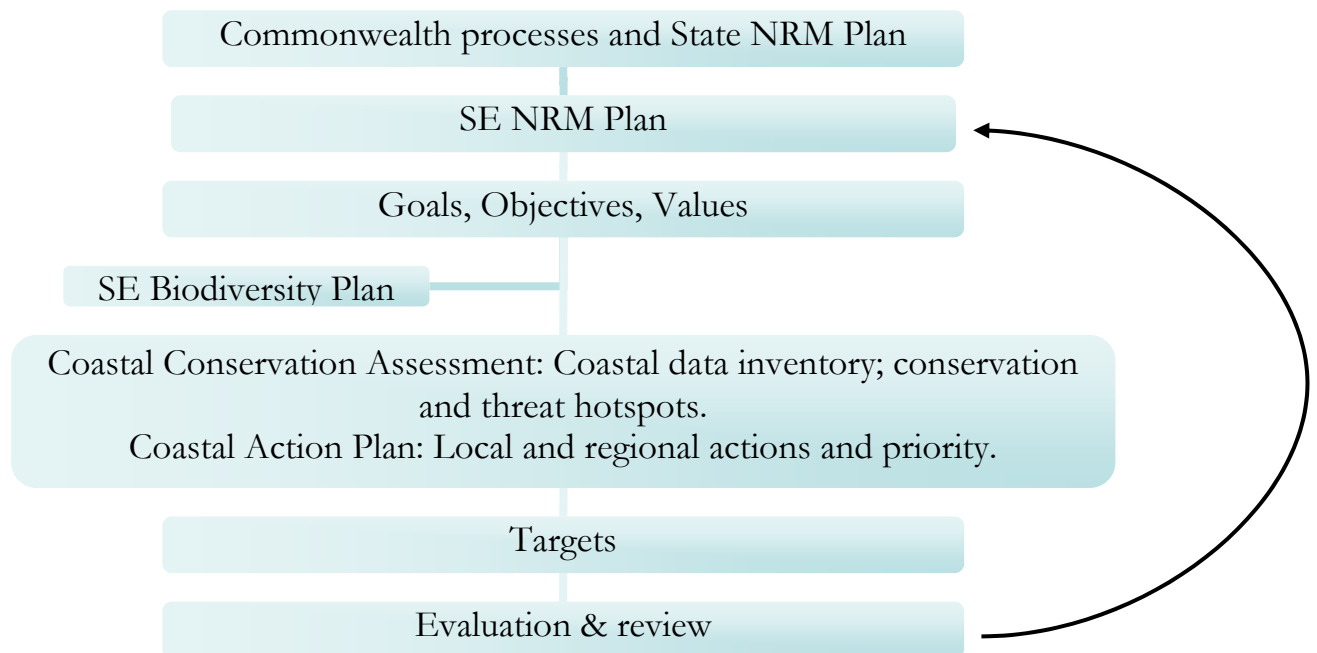 Commonwealth processes and State NRM Plan
SE NRM Plan
Goals, Objectives, Values
SE Biodiversity Plan
Coastal Conservation Assessment: Coastal data inventory; conservation
and threat hotspots.
Coastal Action Plan: Local and regional actions and priority.
Targets
Evaluation & review